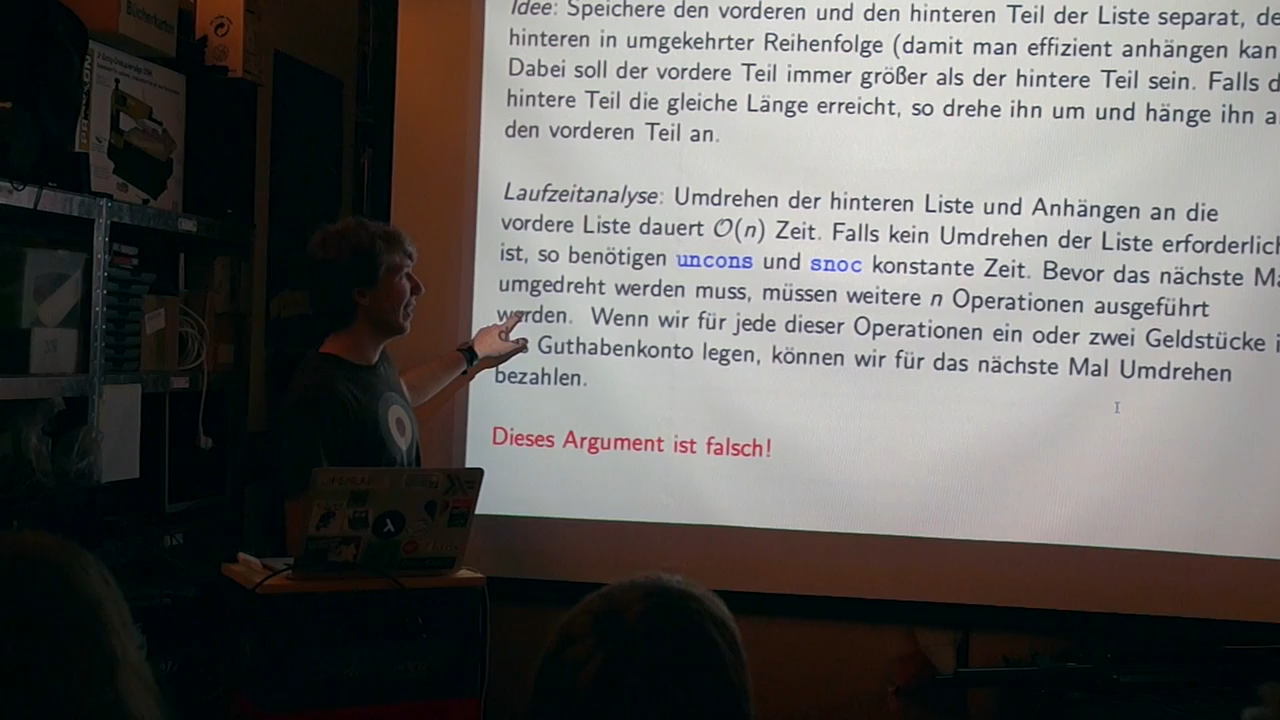 Bücherkarton
Idee: Speichere den vorderen und den hinteren Teil der Liste separat, de
hinteren in umgekehrter Reihenfolge (damit man effizient anhängen kan
Dabei soll der vordere Teil immer größer als der hintere Teil sein. Falls d
hintere Teil die gleiche Länge erreicht, so drehe ihn um und hänge ihn a
den vorderen Teil an.
Laufzeitanalyse: Umdrehen der hinteren Liste und Anhängen an die
vordere Liste dauert O(n) Zeit. Falls kein Umdrehen der Liste erforderlich
ist, so benötigen uncons und snoc konstante Zeit. Bevor das nächste Ma
umgedreht werden muss, müssen weitere n Operationen ausgeführt
werden. Wenn wir für jede dieser Operationen ein oder zwei Geldstücke i
Guthabenkonto legen, können wir für das nächste Mal Umdrehen
bezahlen.
Dieses Argument ist falsch!
λ